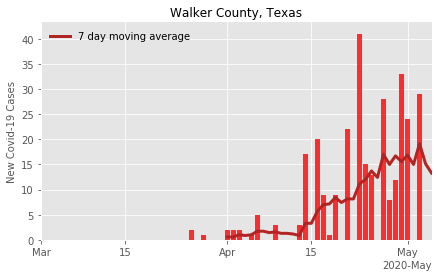 Walker County, Texas
7 day moving average
New Covid-19 Cases
40
35
30
25
20
15
10
5
0
Mar
15
Apr
15
May
2020-May